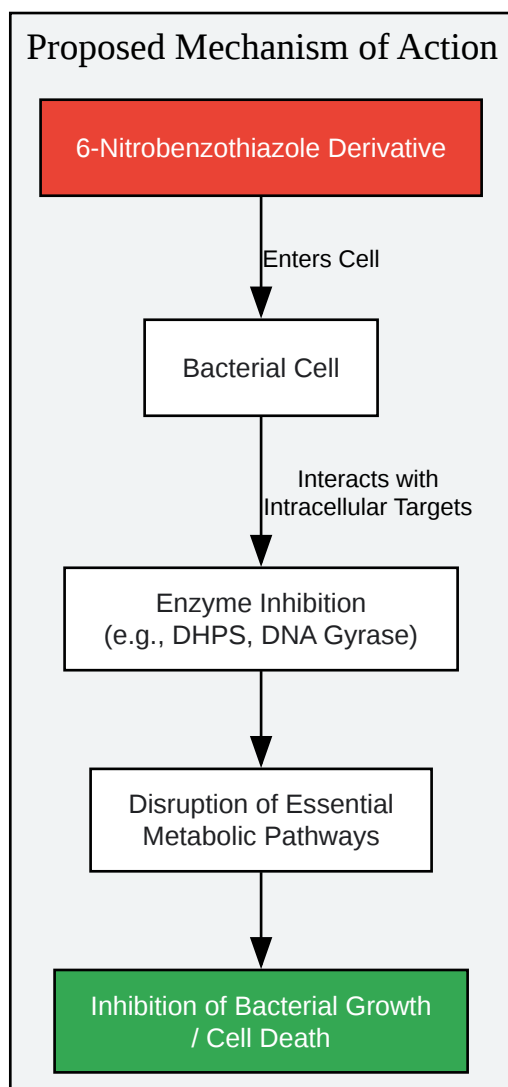 Proposed Mechanism of Action
6-Nitrobenzothiazole Derivative
Enters Cell
Bacterial Cell
Interacts with
Intracellular Targets
Enzyme Inhibition
(e.g., DHPS, DNA Gyrase)
Disruption of Essential
Metabolic Pathways
Inhibition of Bacterial Growth
/ Cell Death